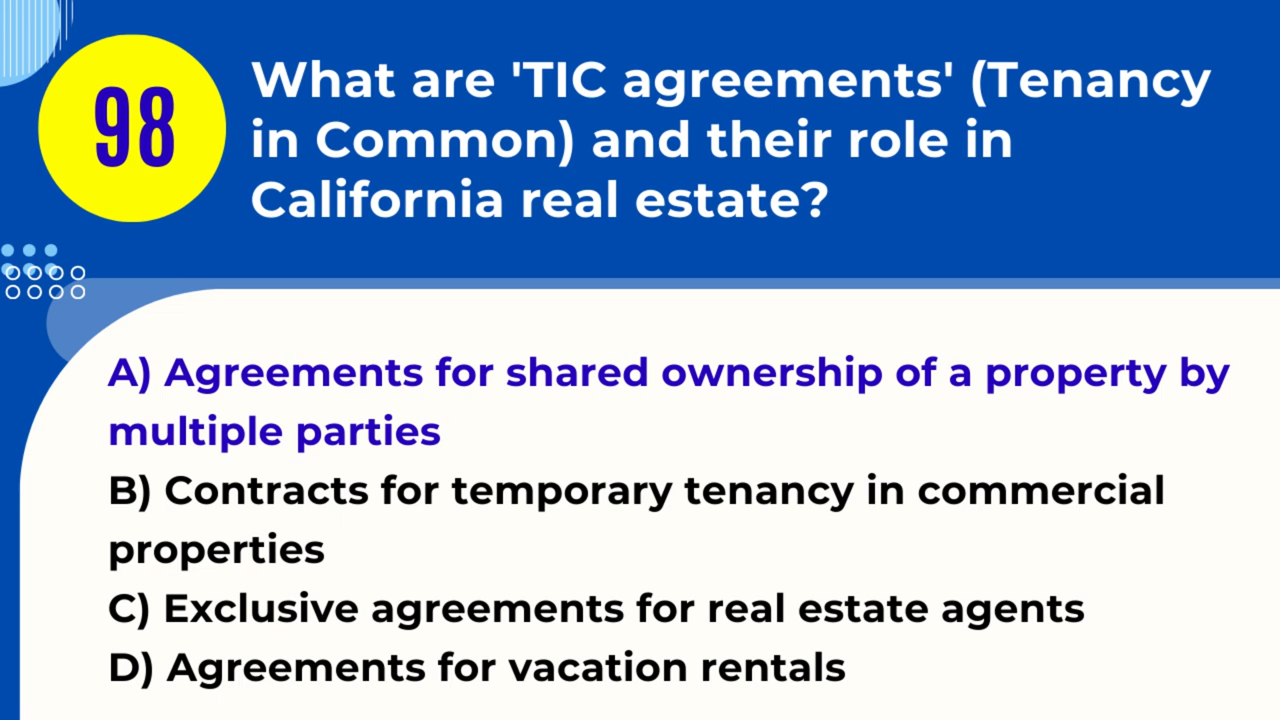 98
What are 'TIC agreements' (Tenancy
in Common) and their role in
California real estate?
A) Agreements for shared ownership of a property by
multiple parties
B) Contracts for temporary tenancy in commercial
properties
C) Exclusive agreements for real estate agents
D) Agreements for vacation rentals